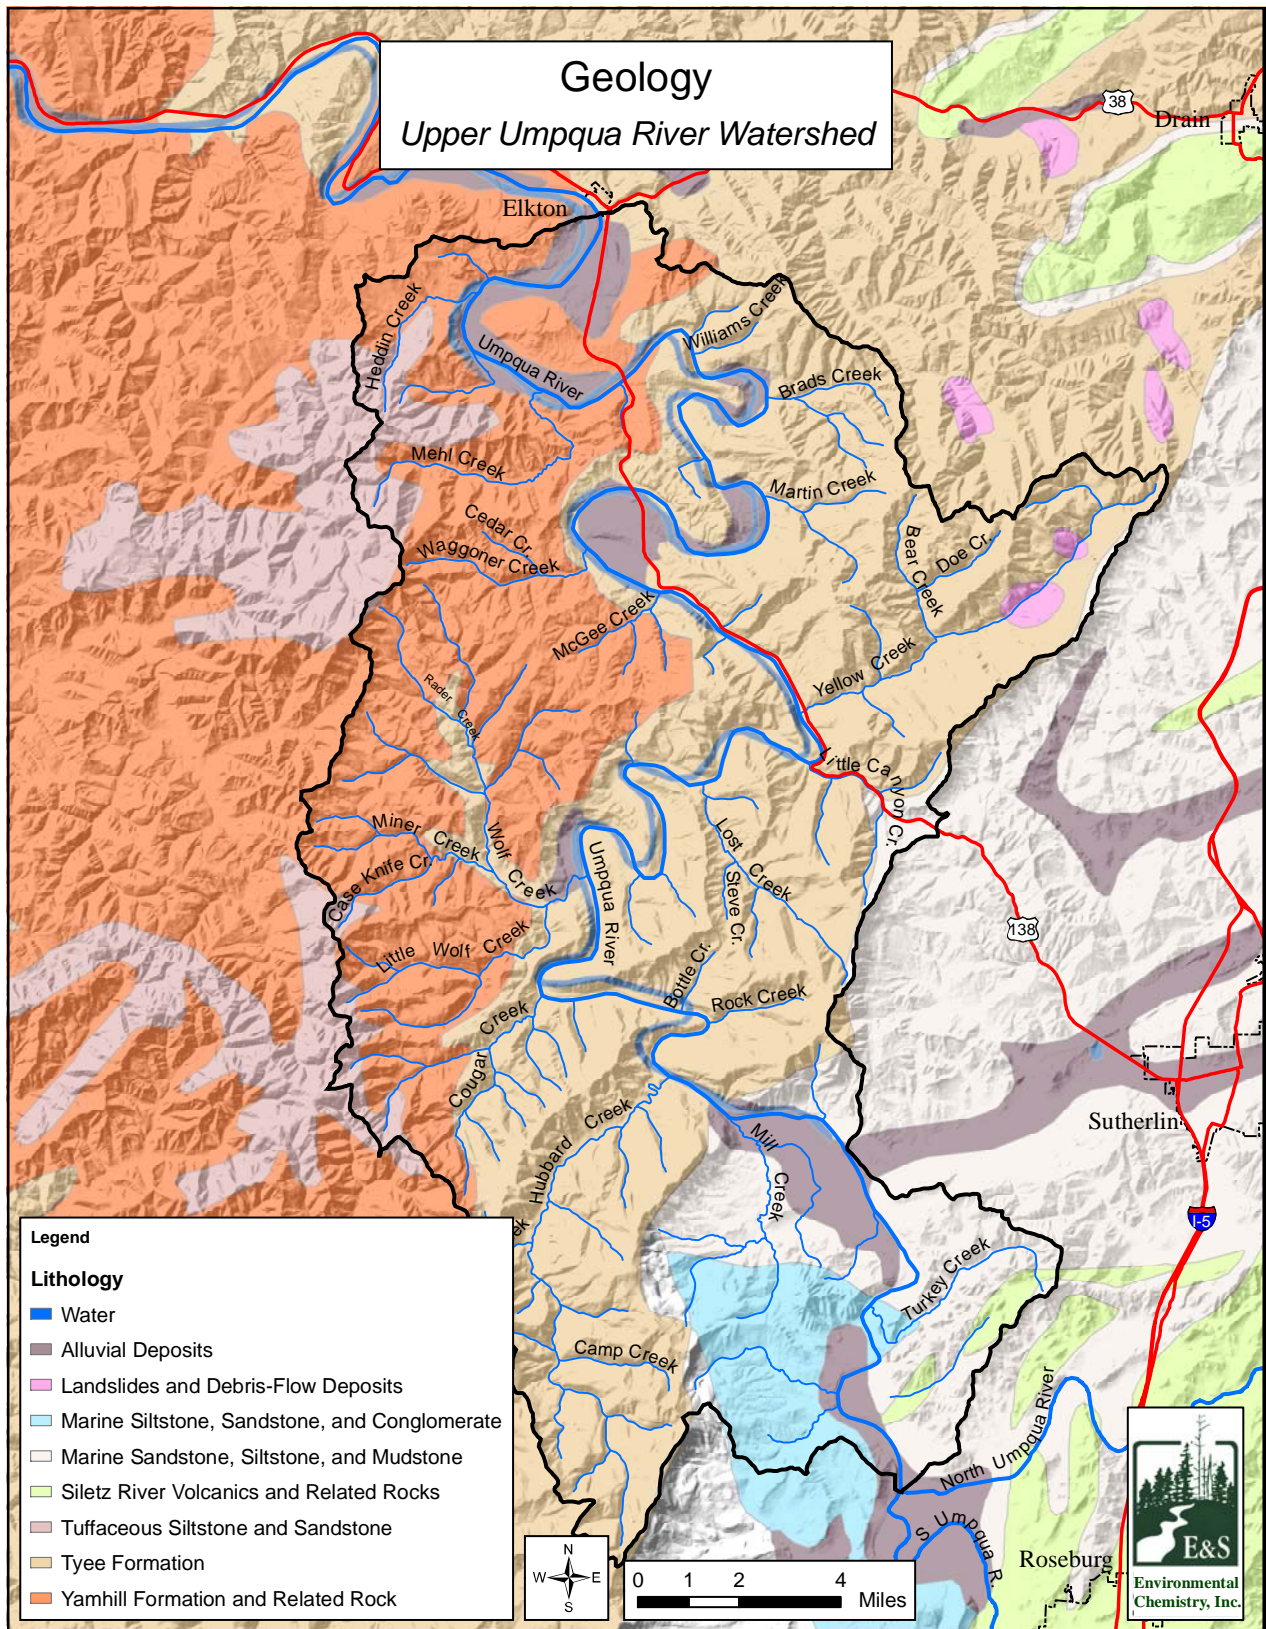 Geology
Upper Umpqua River Watershed
38
Drain
Elkton
Heddin Creek
Williams Creek
Umpqua River
Brads Creek
Mehl Creek
Martin Creek
Cedar Cr.
Waggoner Creek
Bear Creek
Doe Cr.
McGee Creek
Yellow Creek
Rader Creek
Little Canyon Cr.
Miner Creek
Wolf Creek
Lost Creek
Umpqua River
Case Knife Cr.
Steve Cr.
138
Little Wolf Creek
Bottle Cr.
Rock Creek
Cougar Creek
Hubbard Creek
Mill Creek
Sutherlin
I-5
ek
Turkey Creek
Camp Creek
North Umpqua River
S Umpqua R.
Roseburg
Legend
Lithology
Water
Alluvial Deposits
Landslides and Debris-Flow Deposits
Marine Siltstone, Sandstone, and Conglomerate
Marine Sandstone, Siltstone, and Mudstone
Siletz River Volcanics and Related Rocks
Tuffaceous Siltstone and Sandstone
Tyee Formation
Yamhill Formation and Related Rock
N
W E
S
0 1 2 4
Miles
E&S
Environmental
Chemistry, Inc.